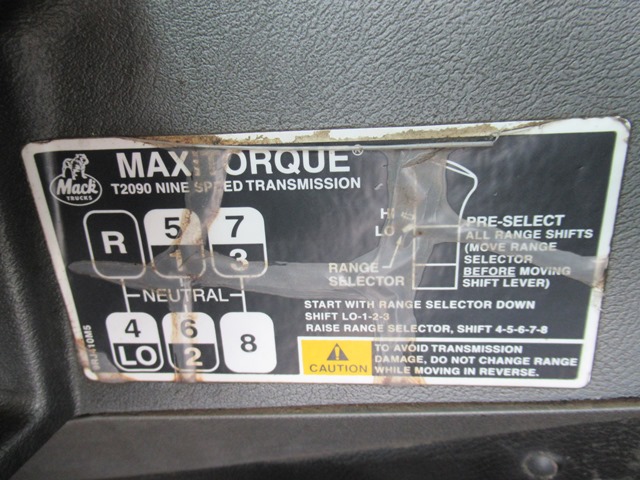 Mack
TRUCKS
MAXITORQUE®
T2090 NINE SPEED TRANSMISSION
R 5 7
1 3
NEUTRAL
4 6 8
LO 2
HI
LO
RANGE
SELECTOR
PRE-SELECT
ALL RANGE SHIFTS
(MOVE RANGE
SELECTOR
BEFORE MOVING
SHIFT LEVER)
START WITH RANGE SELECTOR DOWN
SHIFT LO-1-2-3
RAISE RANGE SELECTOR, SHIFT 4-5-6-7-8
CAUTION
TO AVOID TRANSMISSION
DAMAGE, DO NOT CHANGE RANGE
WHILE MOVING IN REVERSE.